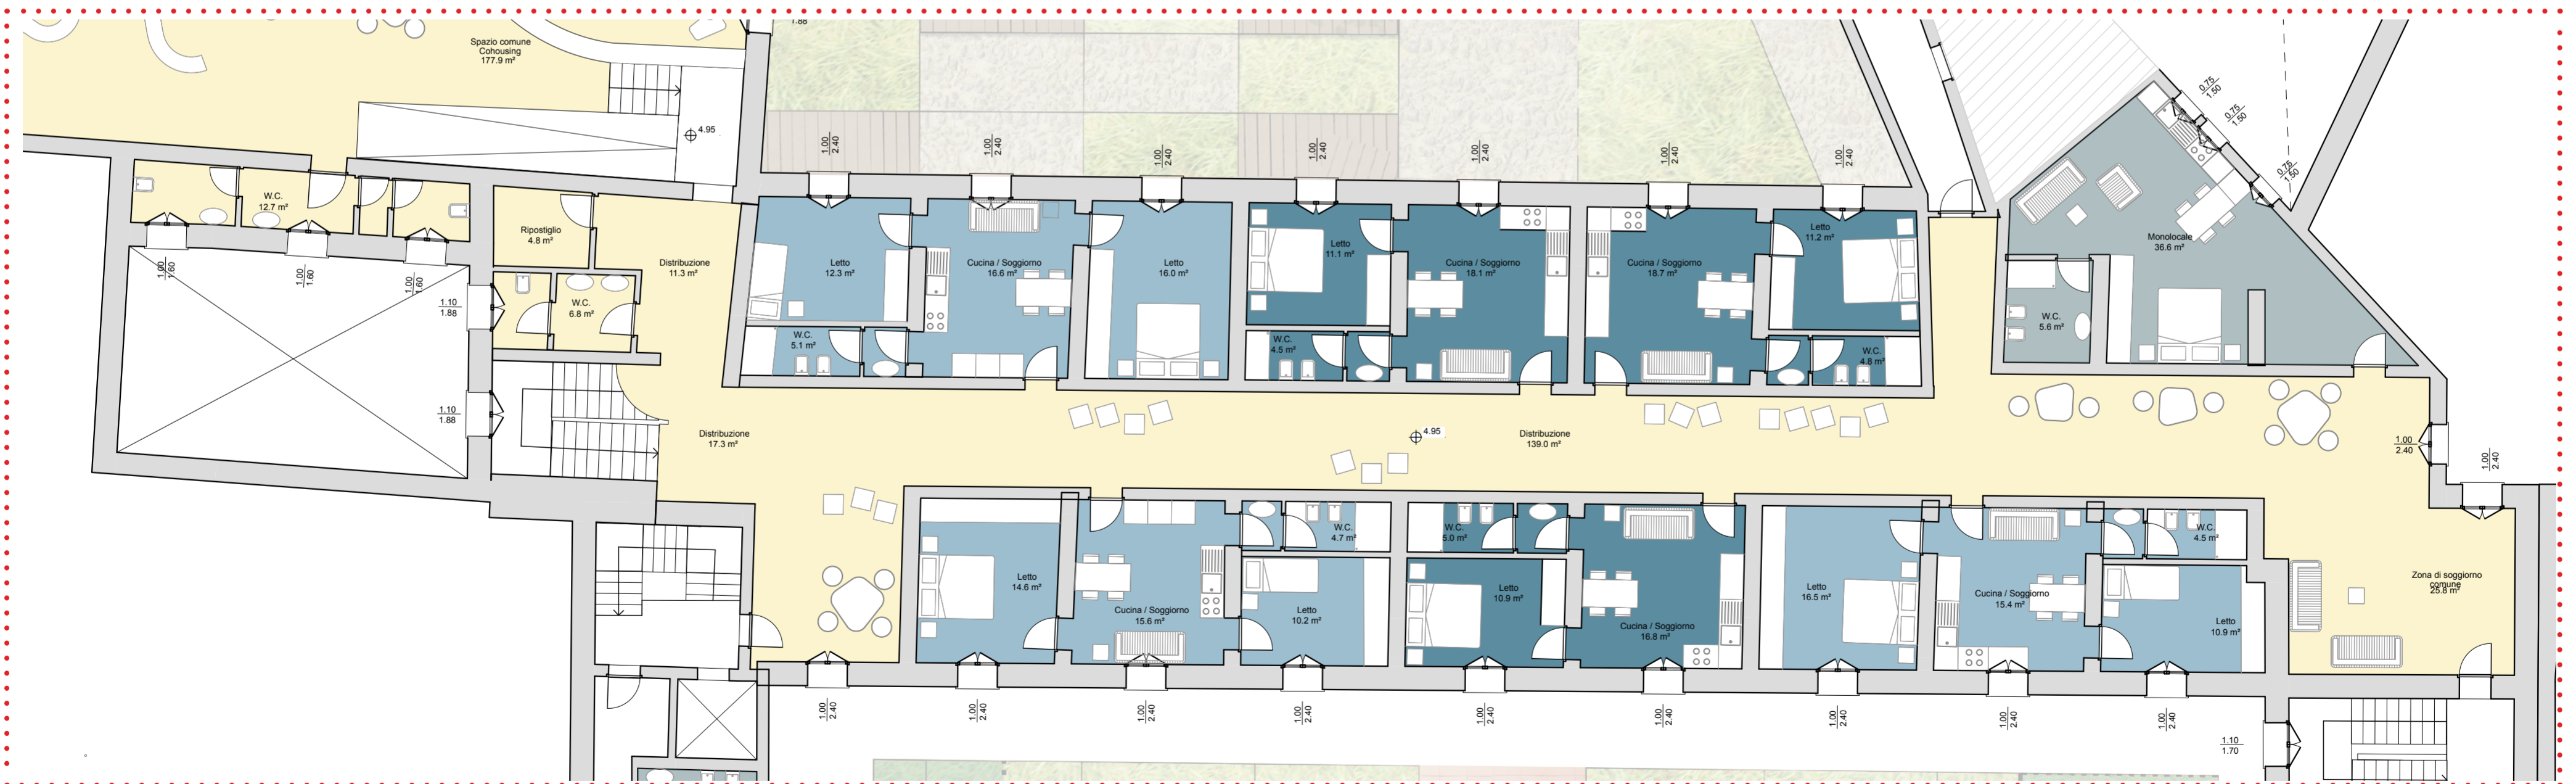 Spazio comune
Cohousing
177.9 m²
1.88
4.95
0.75
1.50
0.75
1.50
0.75
1.50
1.00
2.40
1.00
2.40
1.00
2.40
1.00
2.40
1.00
2.40
1.00
2.40
1.00
2.40
W.C.
12.7 m²
Ripostiglio
4.8 m²
1.00
1.60
1.00
1.60
1.00
1.60
1.10
1.88
W.C.
6.8 m²
Distribuzione
11.3 m²
Letto
12.3 m²
Cucina / Soggiorno
16.6 m²
Letto
16.0 m²
Letto
11.1 m²
Cucina / Soggiorno
18.1 m²
Cucina / Soggiorno
18.7 m²
Letto
11.2 m²
Monolocale
36.6 m²
W.C.
5.1 m²
W.C.
4.5 m²
W.C.
4.8 m²
W.C.
5.6 m²
1.10
1.88
Distribuzione
17.3 m²
4.95
Distribuzione
139.0 m²
1.00
2.40
1.00
2.40
Letto
14.6 m²
Cucina / Soggiorno
15.6 m²
W.C.
4.7 m²
Letto
10.2 m²
W.C.
5.0 m²
Letto
10.9 m²
Cucina / Soggiorno
16.8 m²
Letto
16.5 m²
Cucina / Soggiorno
15.4 m²
W.C.
4.5 m²
Letto
10.9 m²
Zona di soggiorno
comune
25.8 m²
1.00
2.40
1.00
2.40
1.00
2.40
1.00
2.40
1.00
2.40
1.00
2.40
1.00
2.40
1.00
2.40
1.00
2.40
1.10
1.70